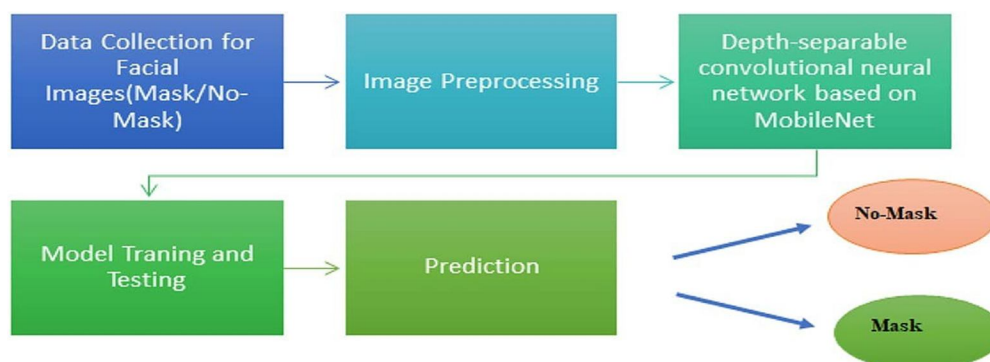 Data Collection for
Facial
Images(Mask/No-
Mask)
Image Preprocessing
Depth-separable
convolutional neural
network based on
MobileNet
Model Traning and
Testing
Prediction
No-Mask
Mask